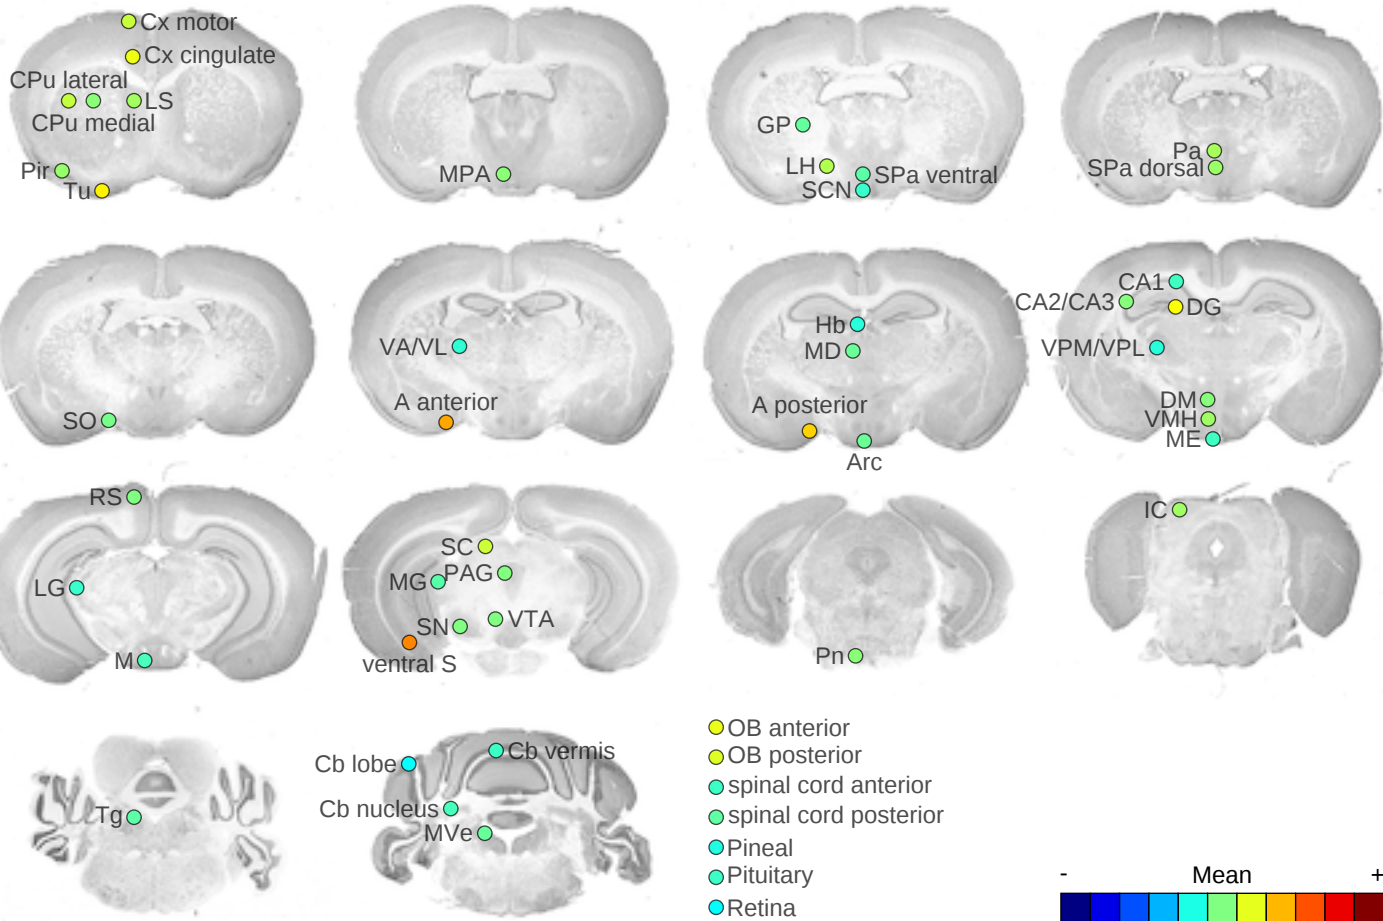 Cx motor
Cx cingulate
CPu lateral
LS
CPu medial
Pir
Tu
MPA
GP
LH
SPa ventral
SCN
Pa
SPa dorsal
SO
VA/VL
A anterior
Hb
MD
A posterior
Arc
CA1
CA2/CA3
DG
VPM/VPL
DM
VMH
ME
RS
LG
M
SC
MG
PAG
SN
VTA
ventral S
Pn
IC
Tg
Cb lobe
Cb vermis
Cb nucleus
MVe
OB anterior
OB posterior
spinal cord anterior
spinal cord posterior
Pineal
Pituitary
Retina
- Mean +